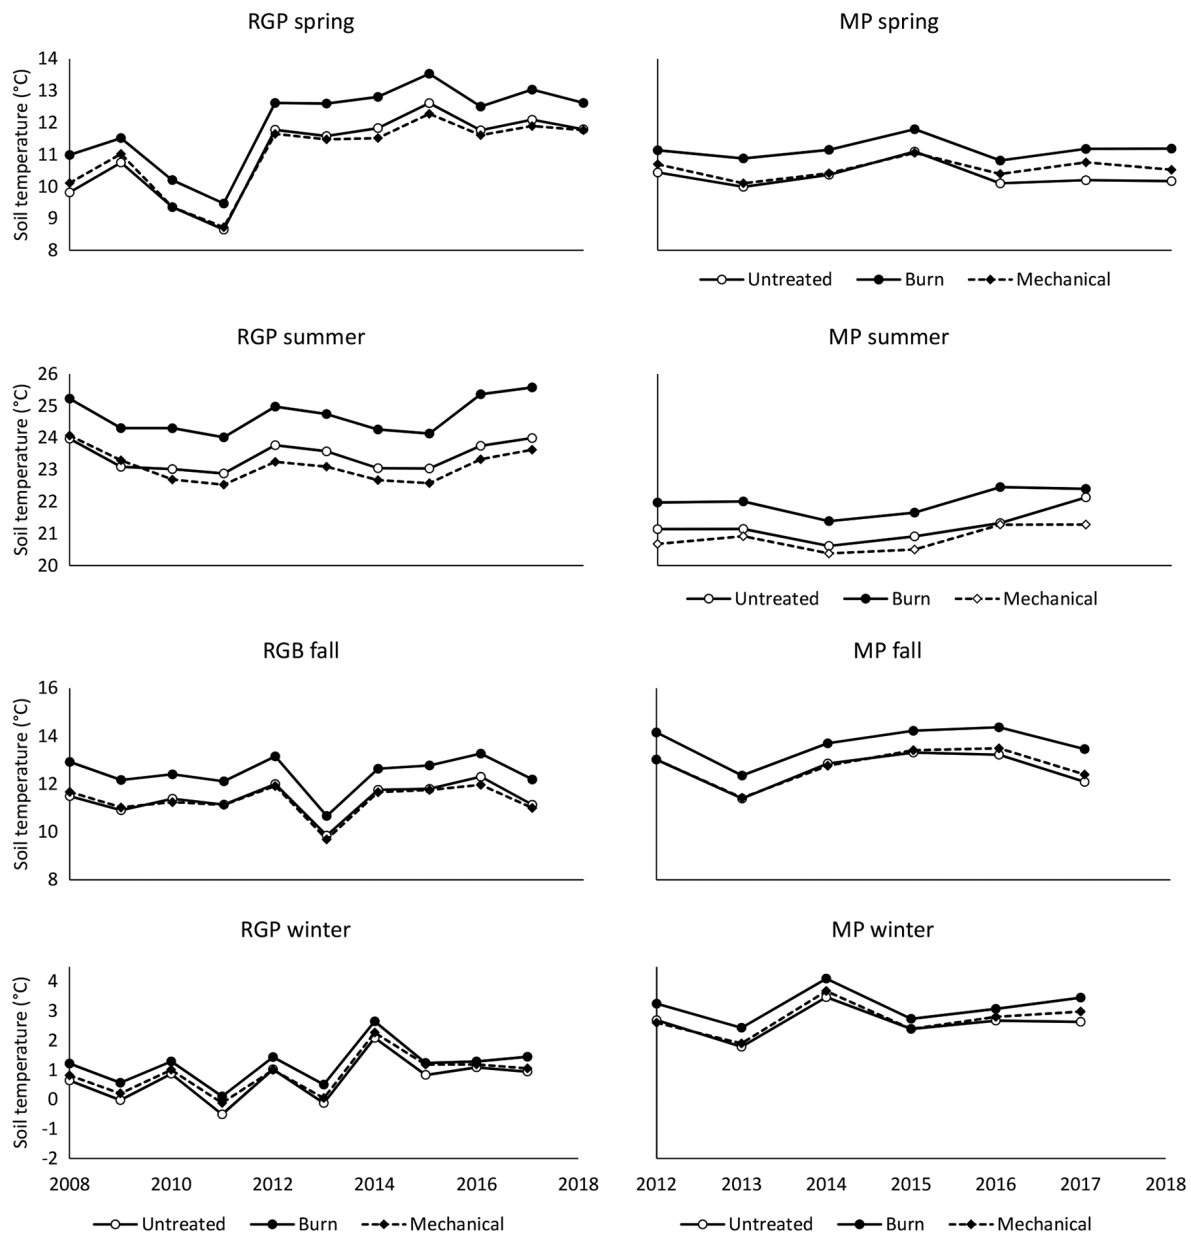 RGP spring
MP spring
Soil temperature (°C)
14
13
12
11
10
9
8
Untreated Burn Mechanical
RGP summer
MP summer
Soil temperature (°C)
26
25
24
23
22
21
20
Untreated Burn Mechanical
RGB fall
MP fall
Soil temperature (°C)
16
14
12
10
8
RGP winter
MP winter
Soil temperature (°C)
4
3
2
1
0
-1
-2
2008 2010 2012 2014 2016 2018
2012 2013 2014 2015 2016 2017 2018
Untreated Burn Mechanical
Untreated Burn Mechanical